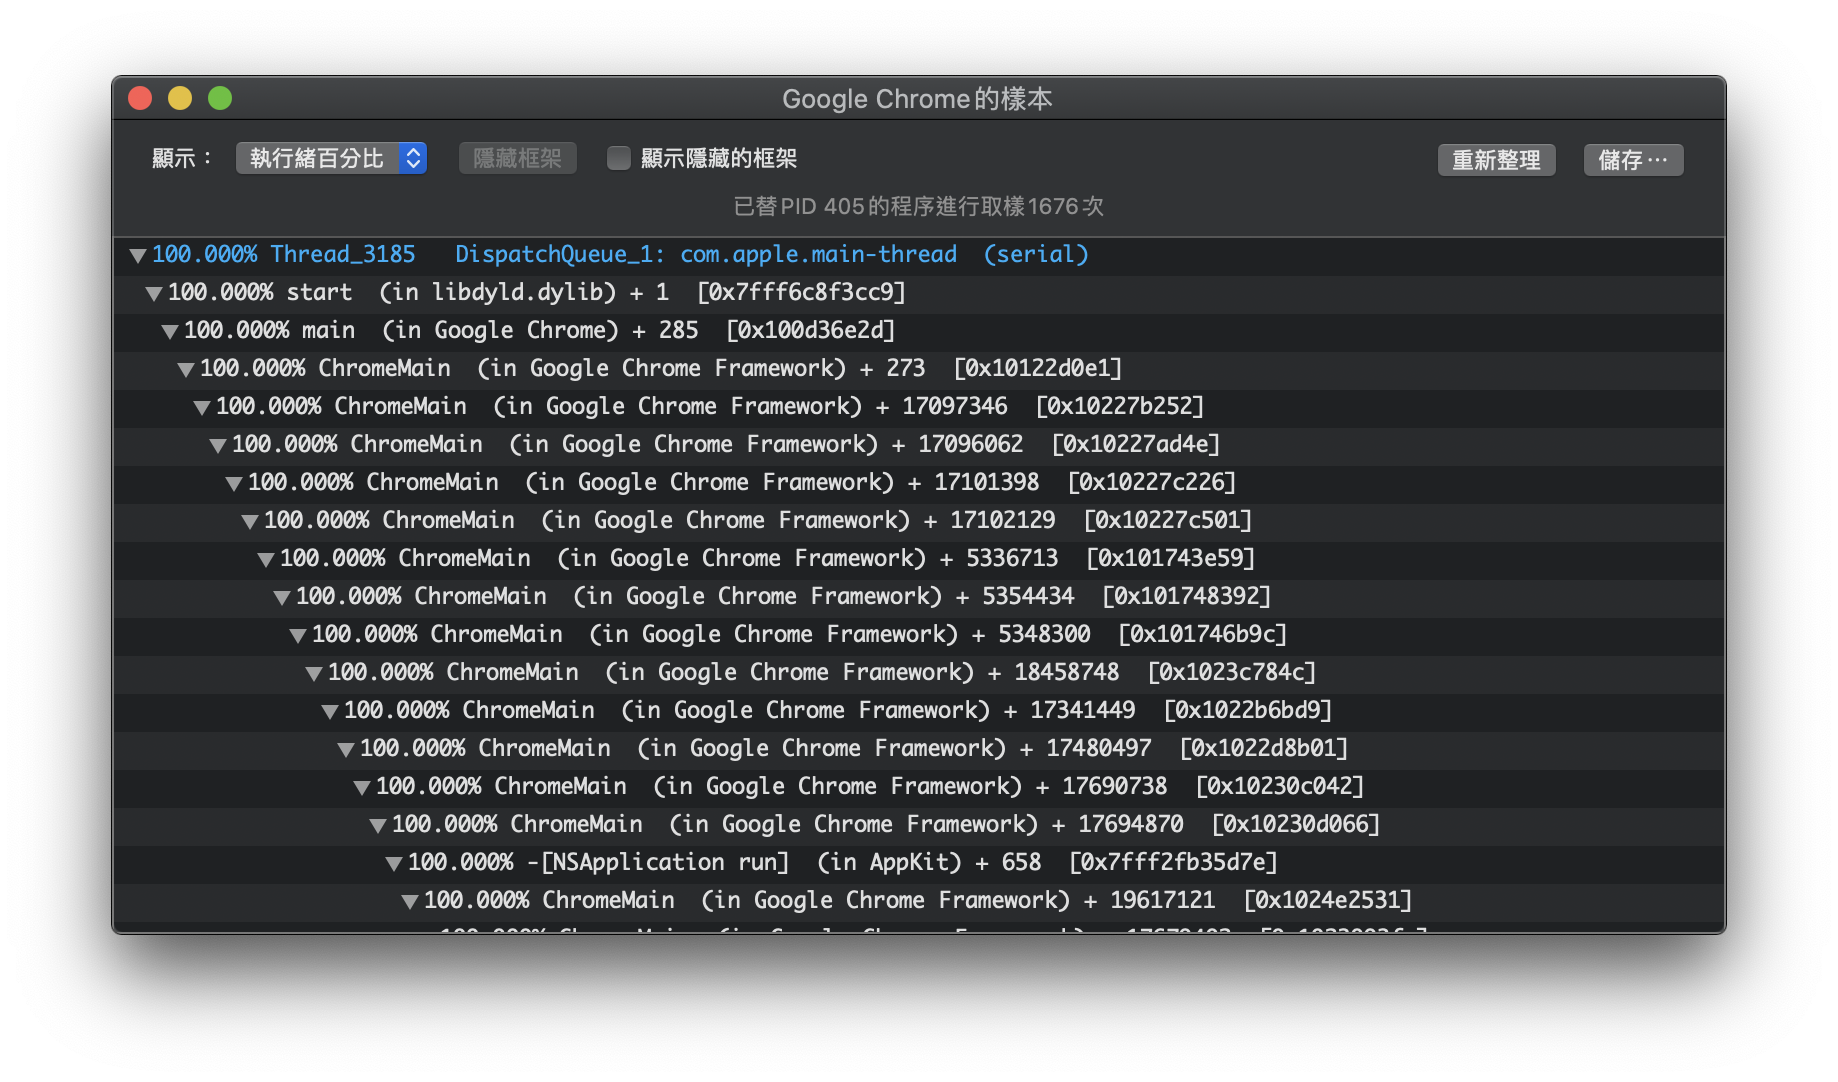 Google Chrome的樣本
顯示： 執行緒百分比 隱藏框架 顯示隱藏的框架 重新整理 儲存…
已替PID 405的程序進行取樣1676次
100.000% Thread_3185   DispatchQueue_1: com.apple.main-thread  (serial)
100.000% start  (in libdyld.dylib) + 1  [0x7fff6c8f3cc9]
100.000% main  (in Google Chrome) + 285  [0x100d36e2d]
100.000% ChromeMain  (in Google Chrome Framework) + 273  [0x10122d0e1]
100.000% ChromeMain  (in Google Chrome Framework) + 17097346  [0x10227b252]
100.000% ChromeMain  (in Google Chrome Framework) + 17096062  [0x10227ad4e]
100.000% ChromeMain  (in Google Chrome Framework) + 17101398  [0x10227c226]
100.000% ChromeMain  (in Google Chrome Framework) + 17102129  [0x10227c501]
100.000% ChromeMain  (in Google Chrome Framework) + 5336713  [0x101743e59]
100.000% ChromeMain  (in Google Chrome Framework) + 5354434  [0x101748392]
100.000% ChromeMain  (in Google Chrome Framework) + 5348300  [0x101746b9c]
100.000% ChromeMain  (in Google Chrome Framework) + 18458748  [0x1023c784c]
100.000% ChromeMain  (in Google Chrome Framework) + 17341449  [0x1022b6bd9]
100.000% ChromeMain  (in Google Chrome Framework) + 17480497  [0x1022d8b01]
100.000% ChromeMain  (in Google Chrome Framework) + 17690738  [0x10230c042]
100.000% ChromeMain  (in Google Chrome Framework) + 17694870  [0x10230d066]
100.000% -[NSApplication run]  (in AppKit) + 658  [0x7fff2fb35d7e]
100.000% ChromeMain  (in Google Chrome Framework) + 19617121  [0x1024e2531]
100.000% ChromeMain  (in Google Chrome Framework) +